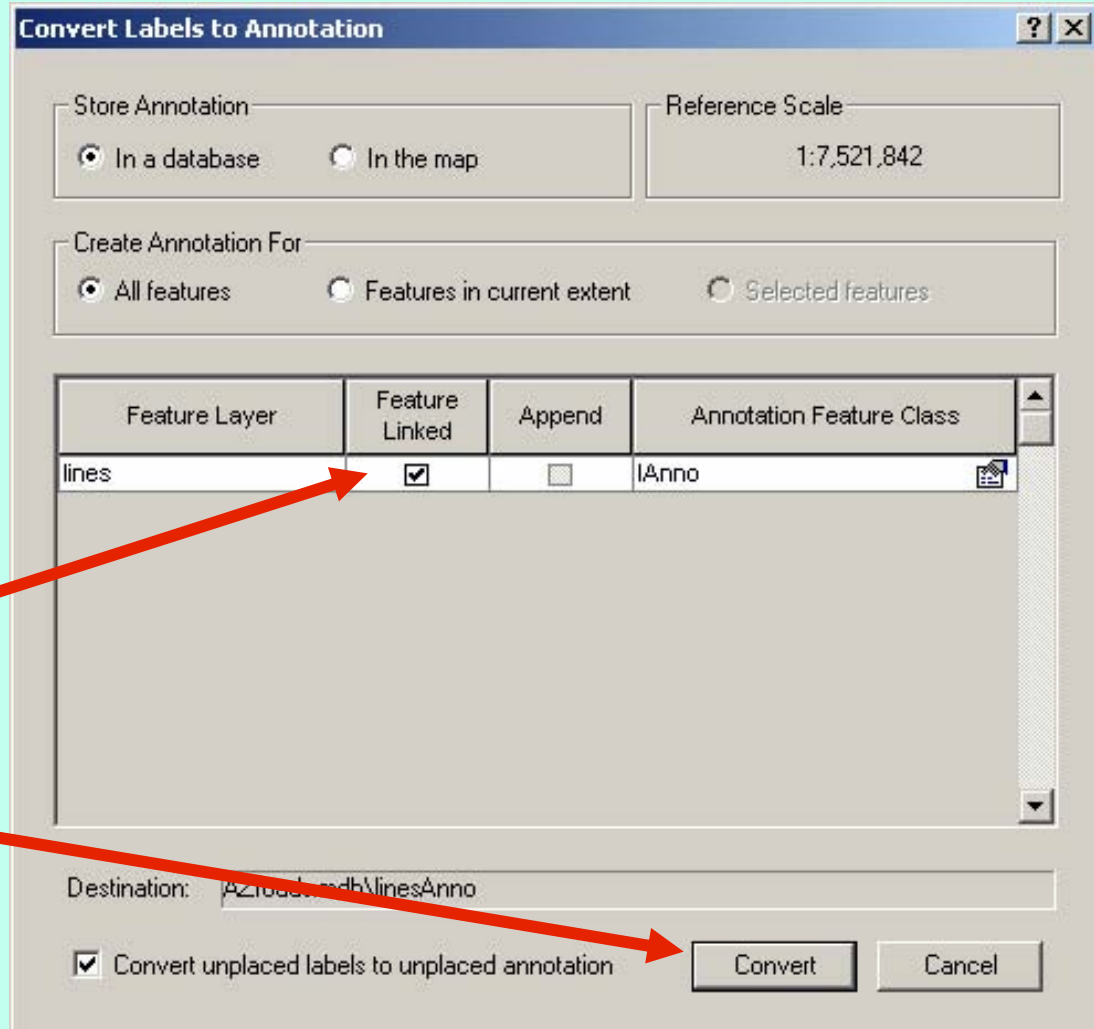 Convert Labels to Annotation
Store Annotation
In a database In the map
Reference Scale
1:7,521,842
Create Annotation For
All features Features in current extent Selected features
Feature Layer Feature Linked Append Annotation Feature Class
lines lAnno
Destination: \linesAnno
Convert unplaced labels to unplaced annotation Convert Cancel